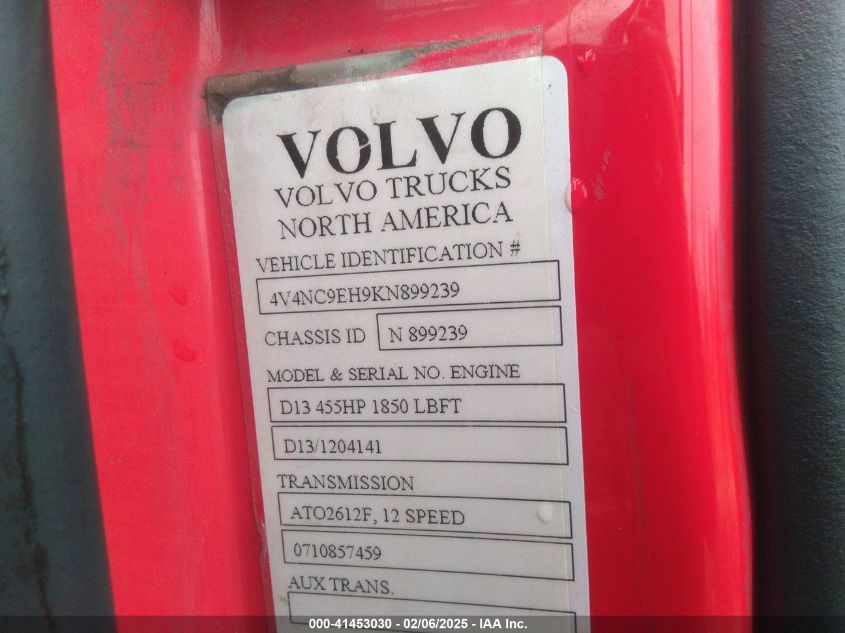 VOLVO
VOLVO TRUCKS
NORTH AMERICA
VEHICLE IDENTIFICATION #
4V4NC9EH9KN899239
CHASSIS ID N 899239
MODEL & SERIAL NO. ENGINE
D13 455HP 1850 LBFT
D13/1204141
TRANSMISSION
ATO2612F, 12 SPEED
0710857459
AUX TRANS.
000-41453030 - 02/06/2025 - IAA Inc.